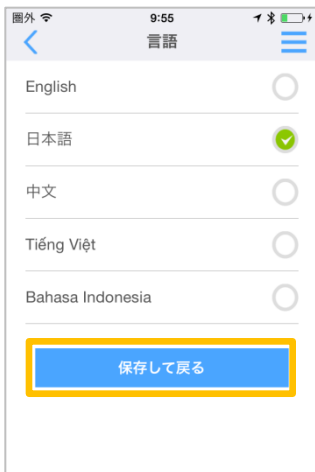 圏外 9:55
言語
English
日本語
中文
Tiếng Việt
Bahasa Indonesia
保存して戻る